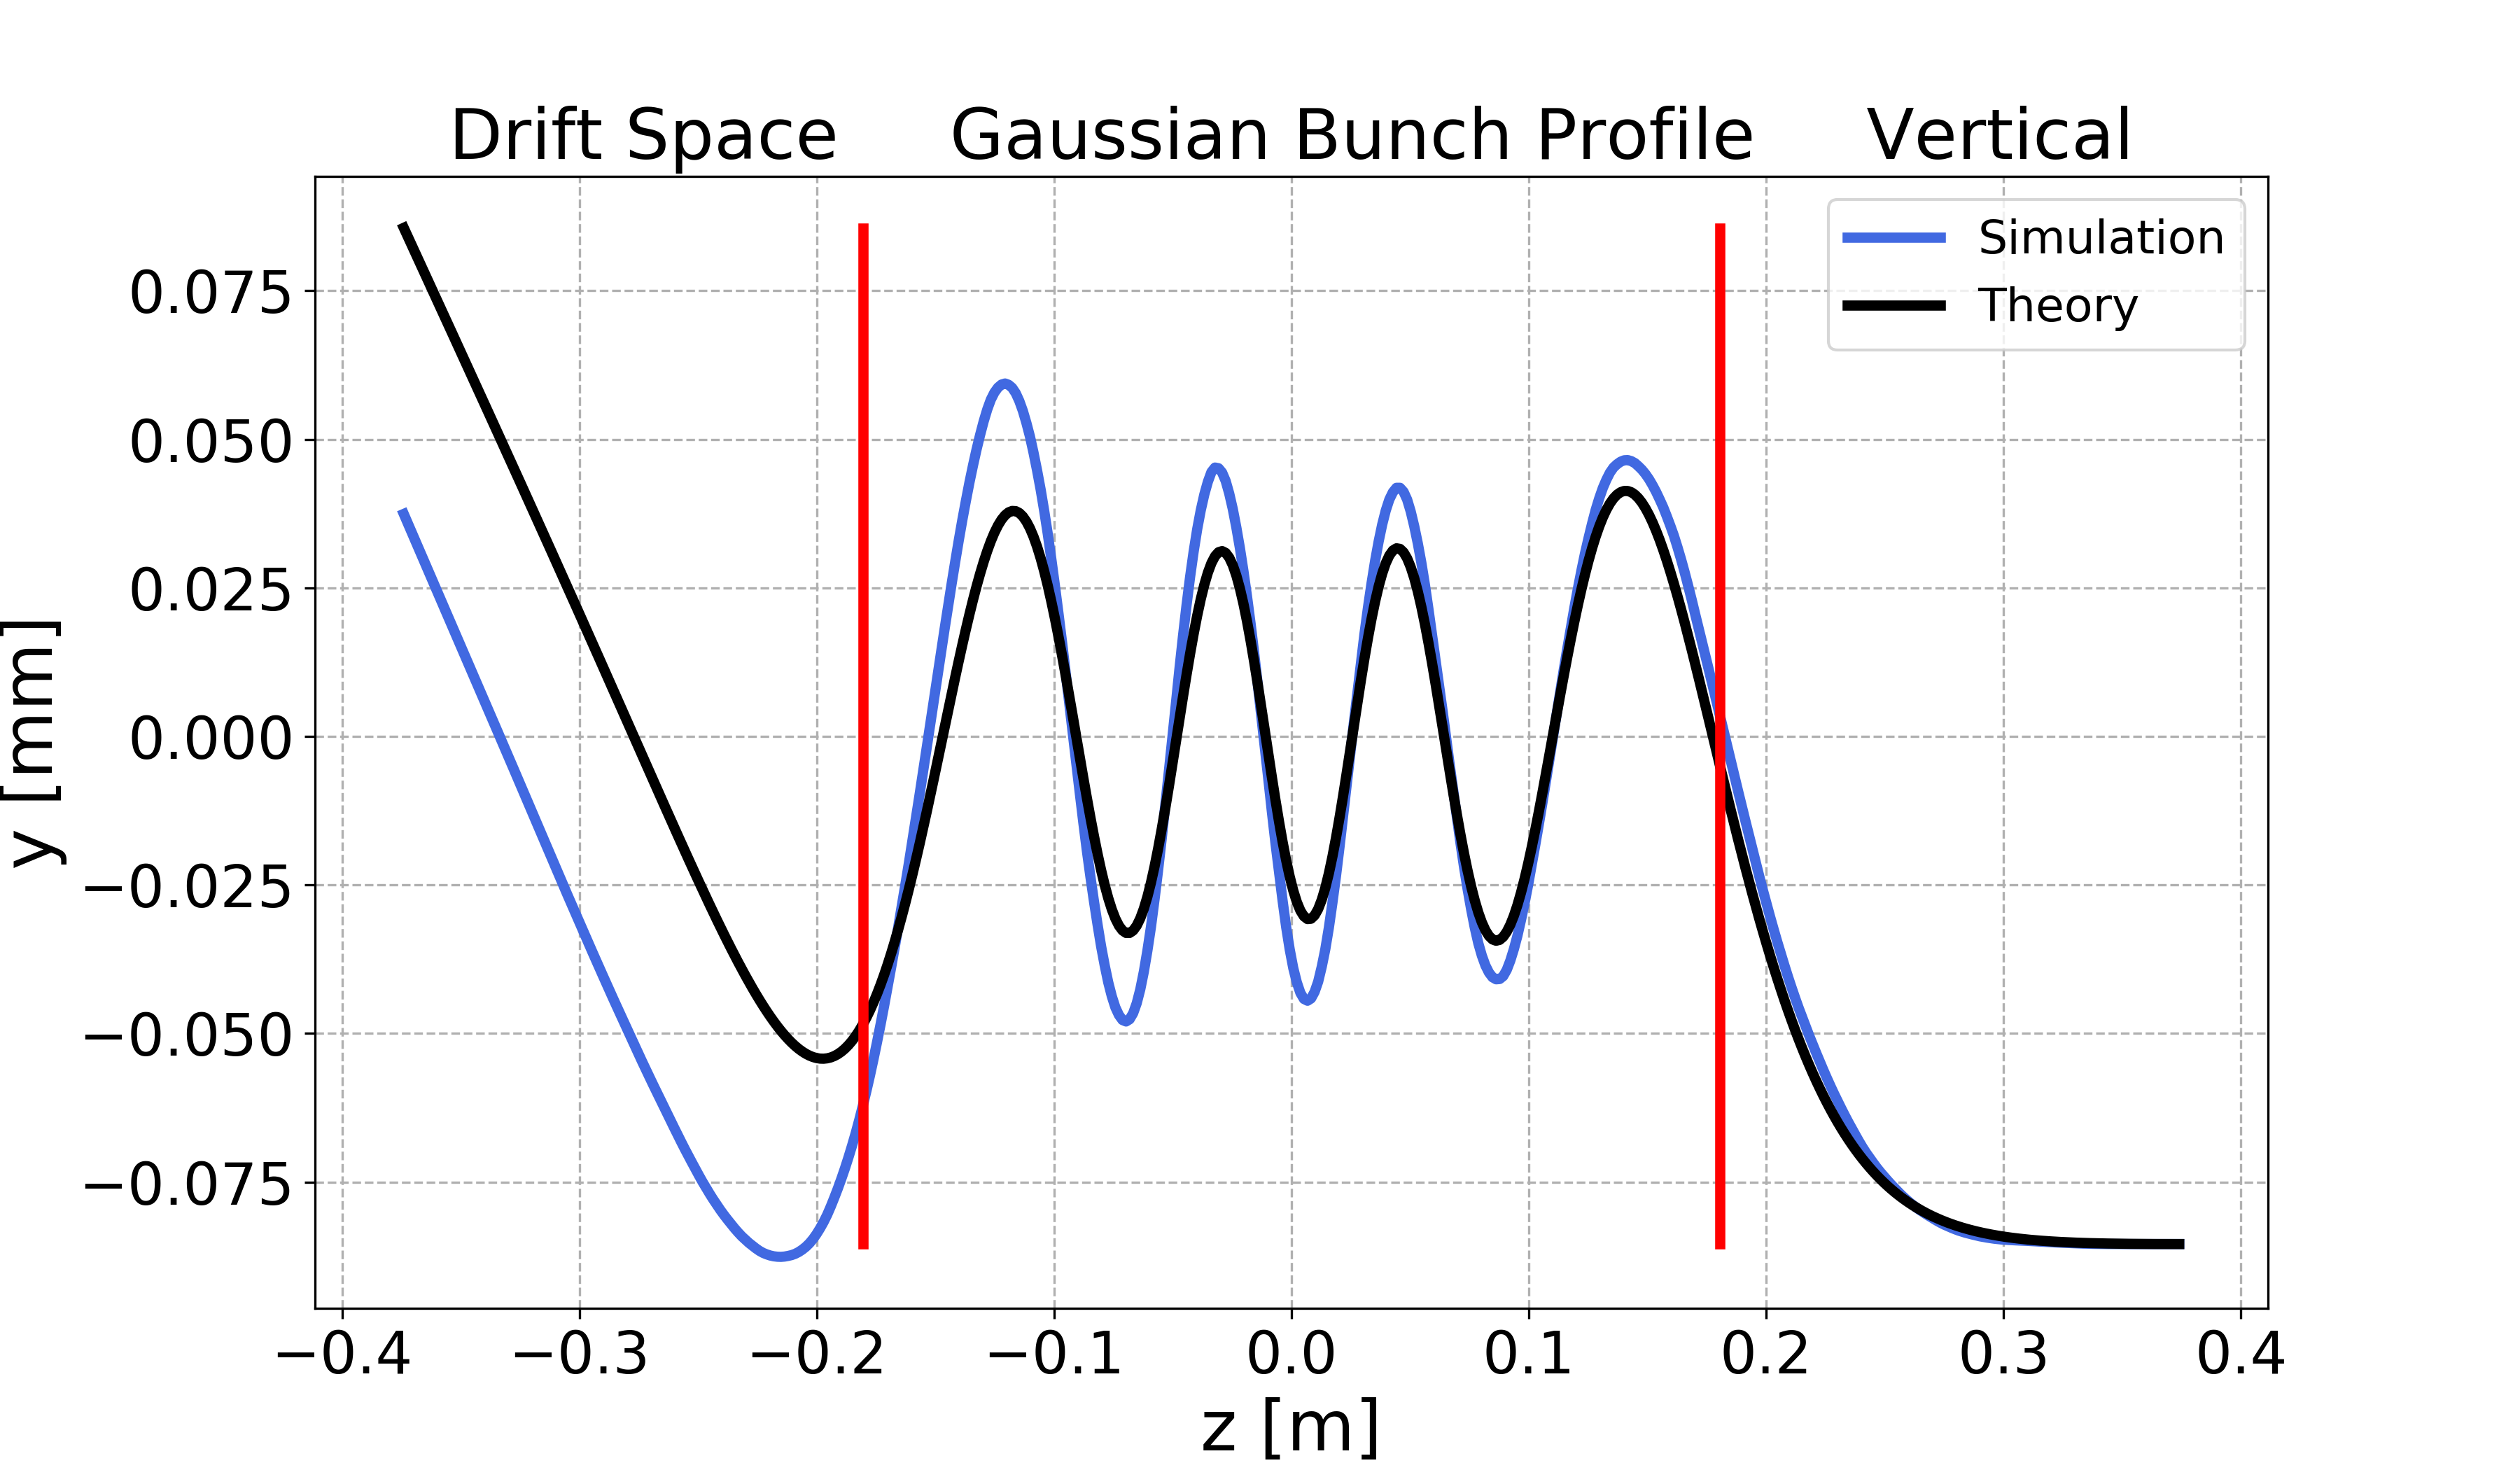 Drift Space Gaussian Bunch Profile Vertical
Simulation
Theory
y [mm]
0.075
0.050
0.025
0.000
−0.025
−0.050
−0.075
−0.4 −0.3 −0.2 −0.1 0.0 0.1 0.2 0.3 0.4
z [m]